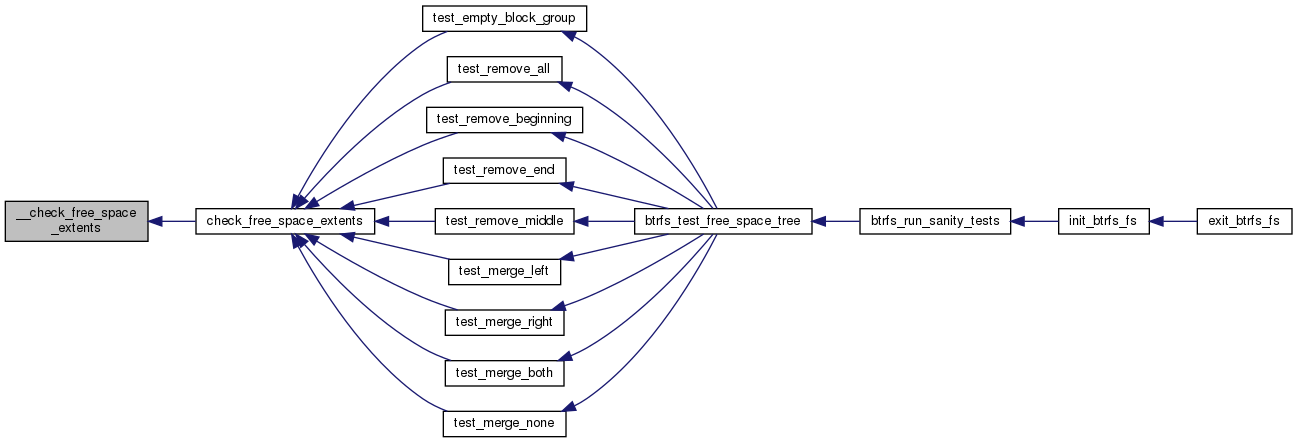 test_empty_block_group
test_remove_all
test_remove_beginning
test_remove_end
__check_free_space
_extents
check_free_space_extents
test_remove_middle
btrfs_test_free_space_tree
btrfs_run_sanity_tests
init_btrfs_fs
exit_btrfs_fs
test_merge_left
test_merge_right
test_merge_both
test_merge_none